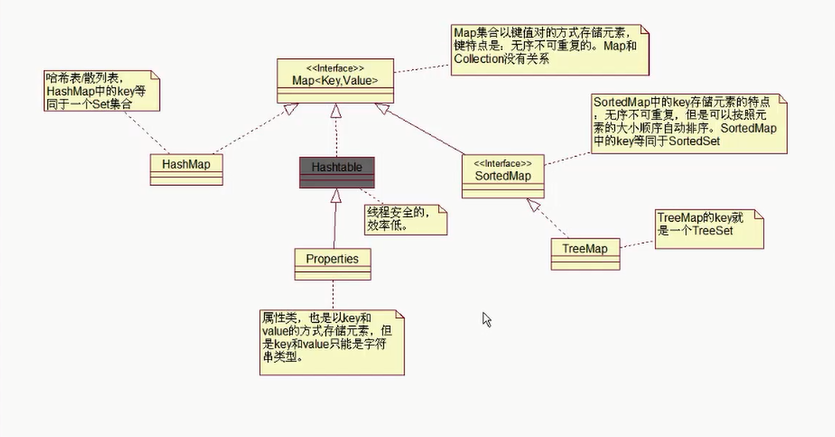 Map集合以键值对的方式存储元素，
键特点是：无序不可重复的。Map和
Collection没有关系
<<Interface>>
Map<Key,Value>
哈希表/散列表，
HashMap中的key等
同于一个Set集合
SortedMap中的key存储元素的特点
：无序不可重复，但是可以按照元
素的大小顺序自动排序。SortedMap
中的key等同于SortedSet
HashMap
Hashtable
<<Interface>>
SortedMap
线程安全的，
效率低。
TreeMap的key就
是一个TreeSet
Properties
TreeMap
属性类，也是以key和
value的方式存储元素，但
是key和value只能是字符
串类型。